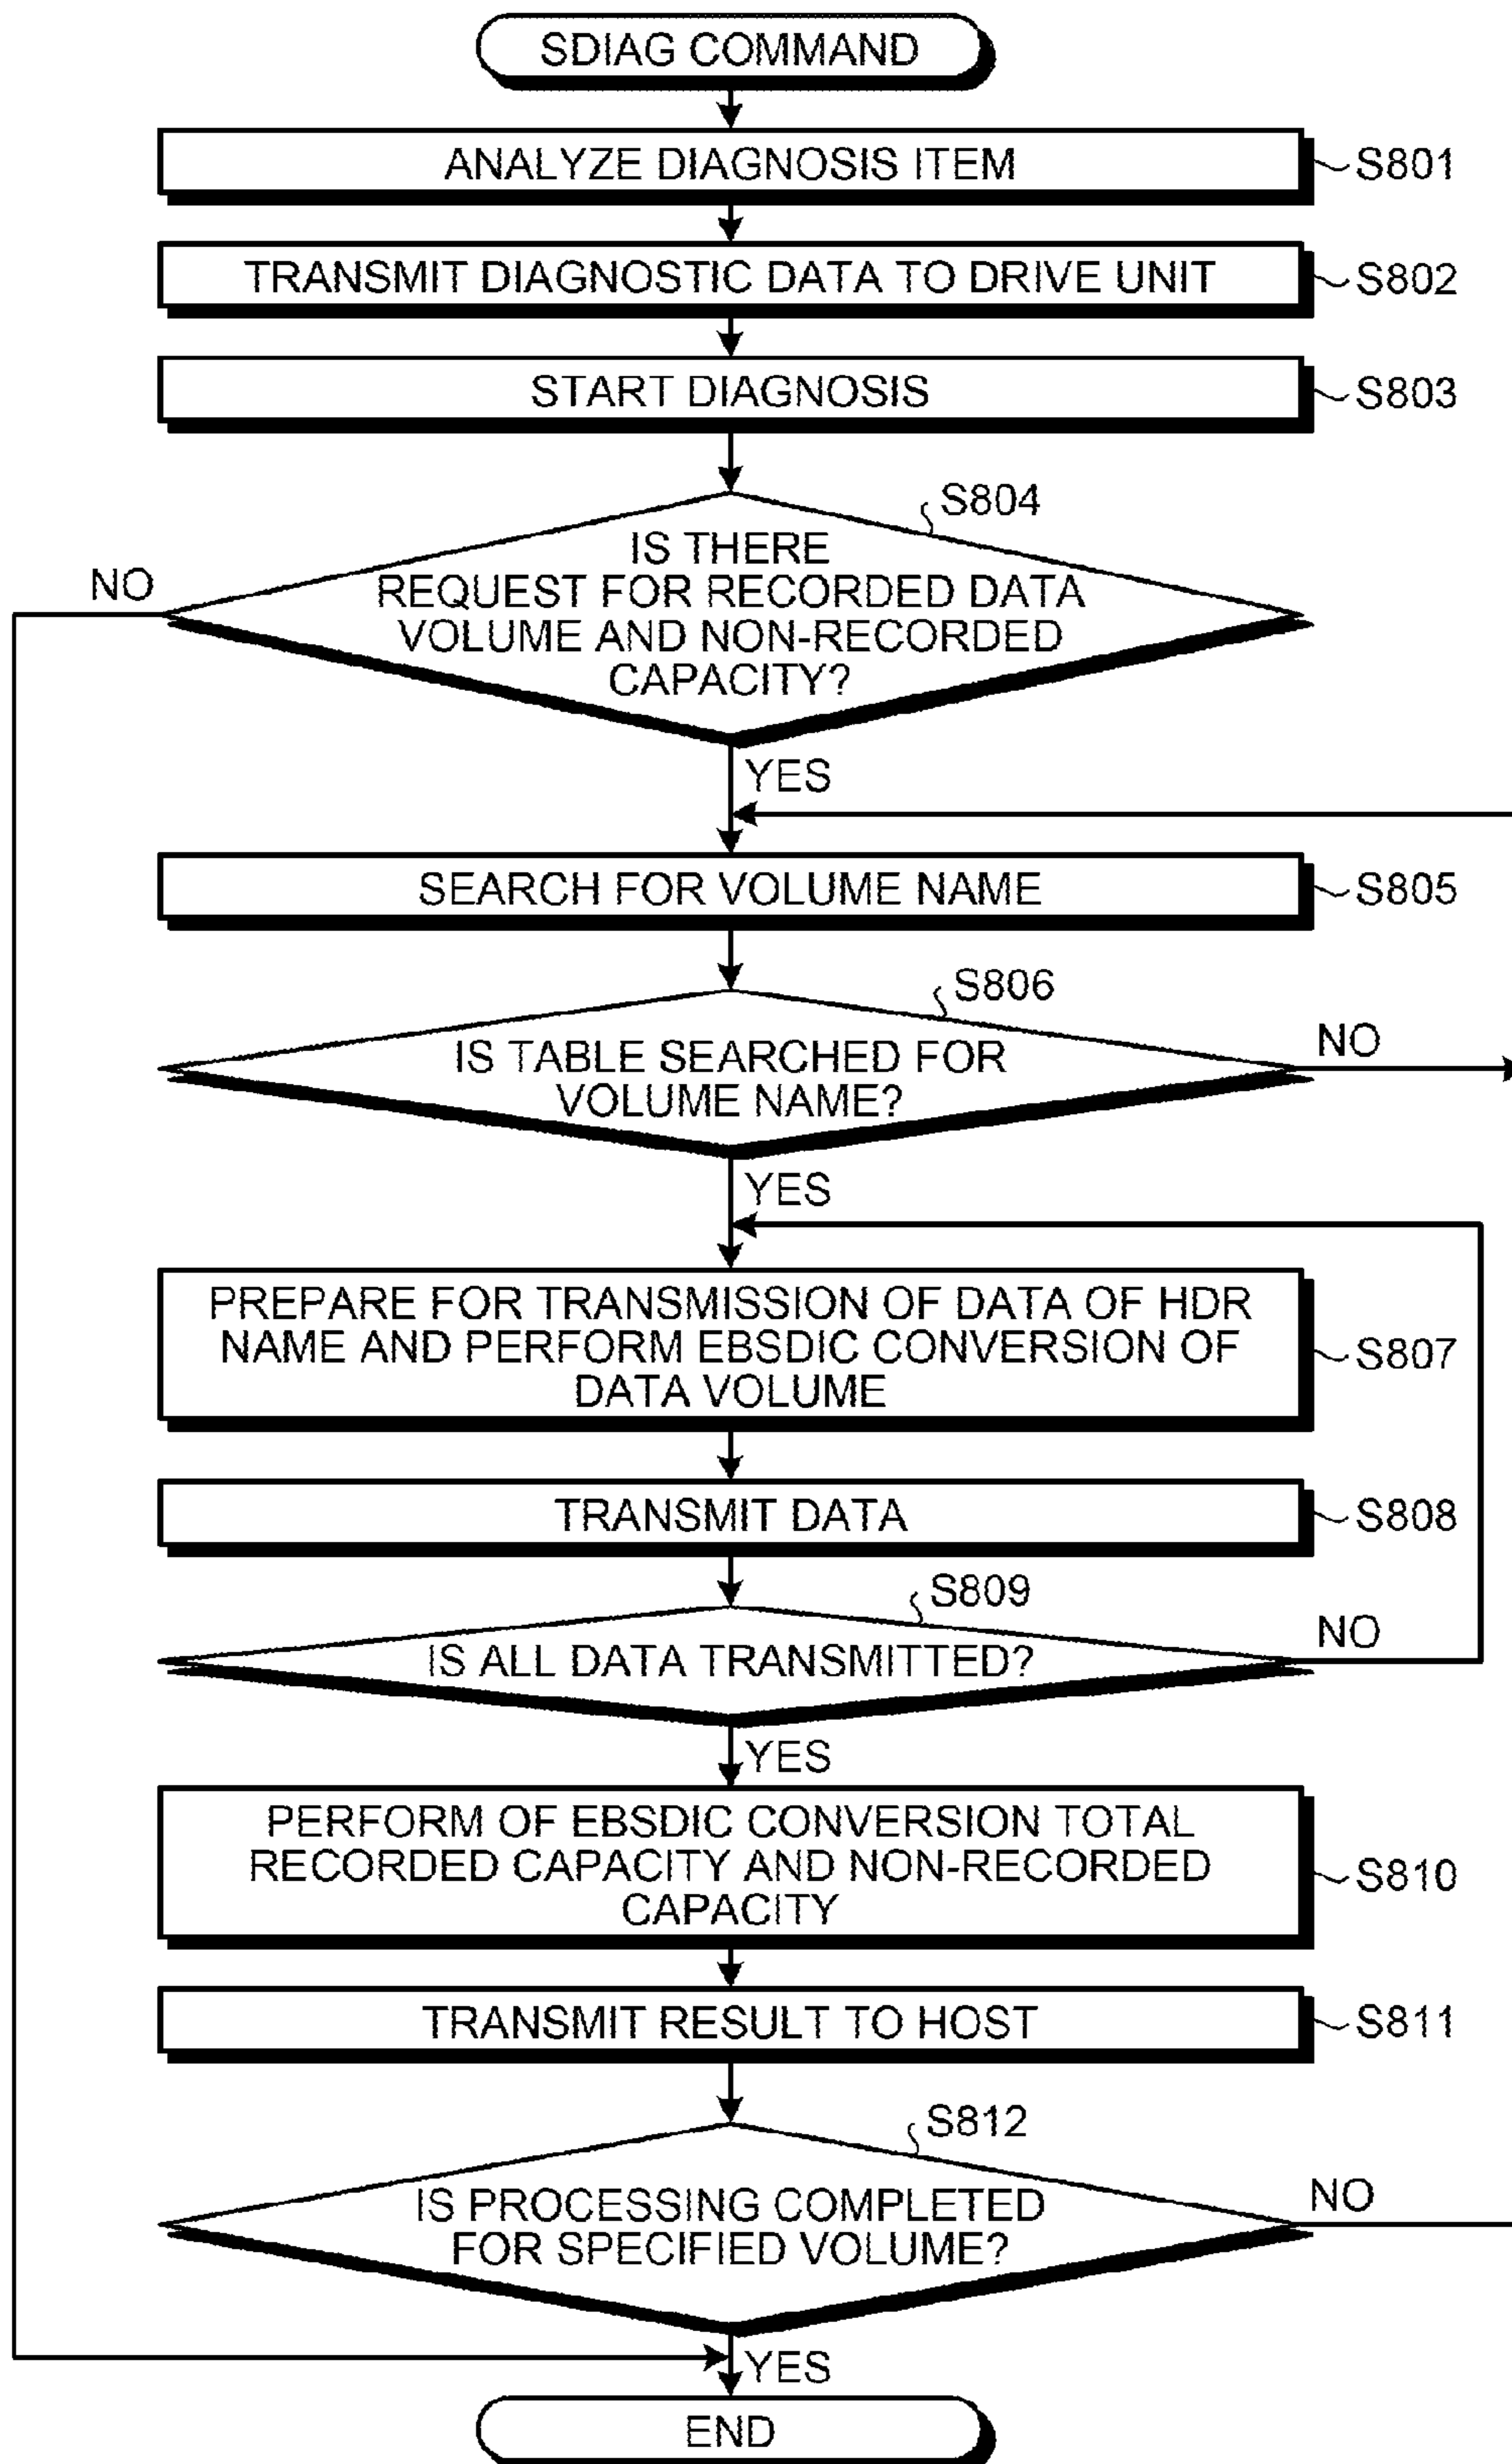 SDIAG COMMAND
ANALYZE DIAGNOSIS ITEM
S801
TRANSMIT DIAGNOSTIC DATA TO DRIVE UNIT
S802
START DIAGNOSIS
S803
S804
IS THERE
REQUEST FOR RECORDED DATA
VOLUME AND NON-RECORDED
CAPACITY?
NO
YES
SEARCH FOR VOLUME NAME
S805
S806
IS TABLE SEARCHED FOR
VOLUME NAME?
NO
YES
PREPARE FOR TRANSMISSION OF DATA OF HDR
NAME AND PERFORM EBSDIC CONVERSION OF
DATA VOLUME
S807
TRANSMIT DATA
S808
S809
IS ALL DATA TRANSMITTED?
NO
YES
PERFORM OF EBSDIC CONVERSION TOTAL
RECORDED CAPACITY AND NON-RECORDED
CAPACITY
S810
TRANSMIT RESULT TO HOST
S811
S812
IS PROCESSING COMPLETED
FOR SPECIFIED VOLUME?
NO
YES
END